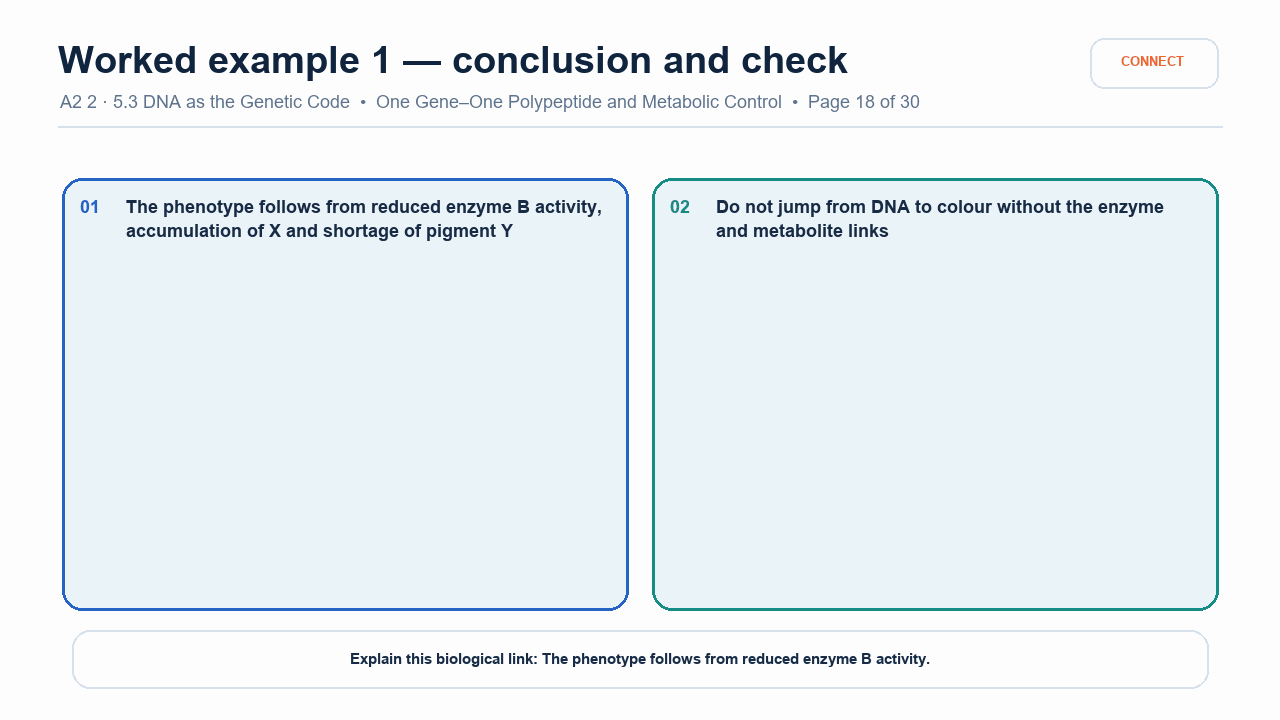 Worked example 1 — conclusion and check
CONNECT
A2 2 · 5.3 DNA as the Genetic Code • One Gene–One Polypeptide and Metabolic Control • Page 18 of 30
01 The phenotype follows from reduced enzyme B activity,
accumulation of X and shortage of pigment Y
02 Do not jump from DNA to colour without the enzyme
and metabolite links
Explain this biological link: The phenotype follows from reduced enzyme B activity.